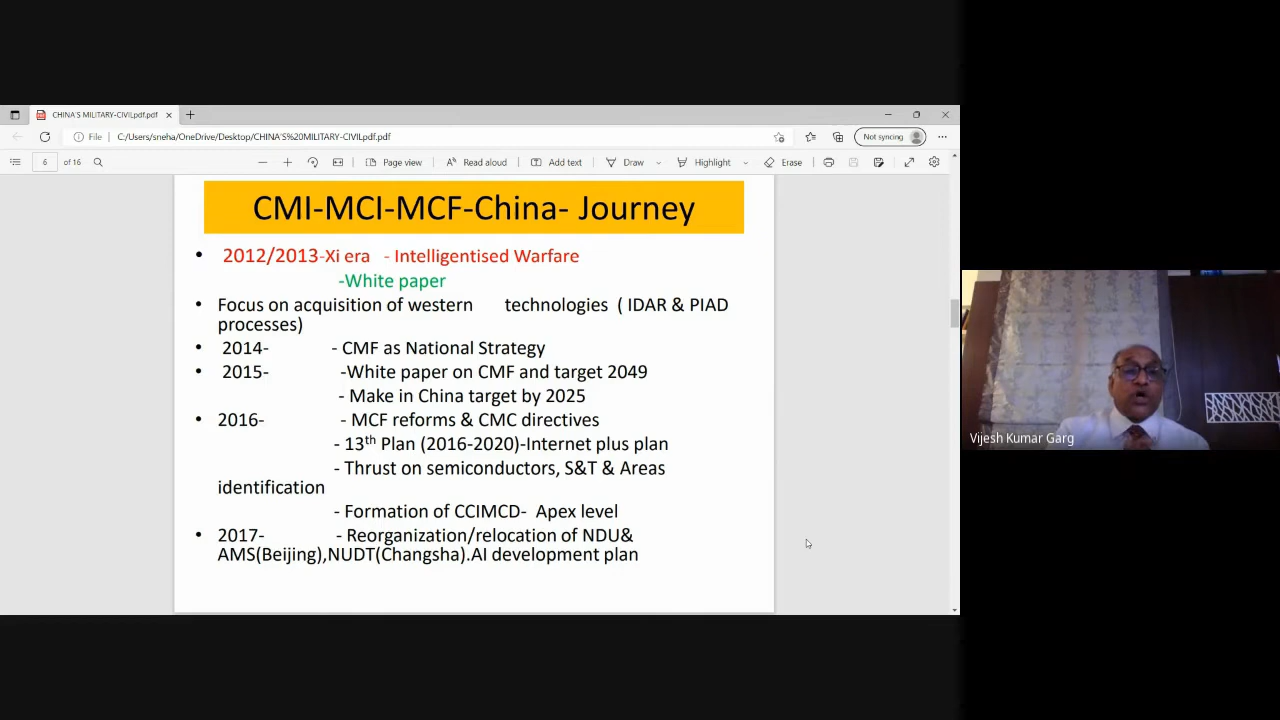 CHINA'S MILITARY-CIVILpdf.pdf
File C:/Users/sneha/OneDrive/Desktop/CHINA'S%20MILITARY-CIVILpdf.pdf
Not syncing
6 of 16
Page view
Read aloud
Add text
Draw
Highlight
Erase
CMI-MCI-MCF-China- Journey
• 2012/2013-Xi era - Intelligentised Warfare
-White paper
• Focus on acquisition of western technologies ( IDAR & PIAD
processes)
• 2014- - CMF as National Strategy
• 2015- -White paper on CMF and target 2049
- Make in China target by 2025
• 2016- - MCF reforms & CMC directives
- 13th Plan (2016-2020)-Internet plus plan
- Thrust on semiconductors, S&T & Areas
identification
- Formation of CCIMCD- Apex level
• 2017- - Reorganization/relocation of NDU&
AMS(Beijing),NUDT(Changsha).AI development plan
Vijesh Kumar Garg